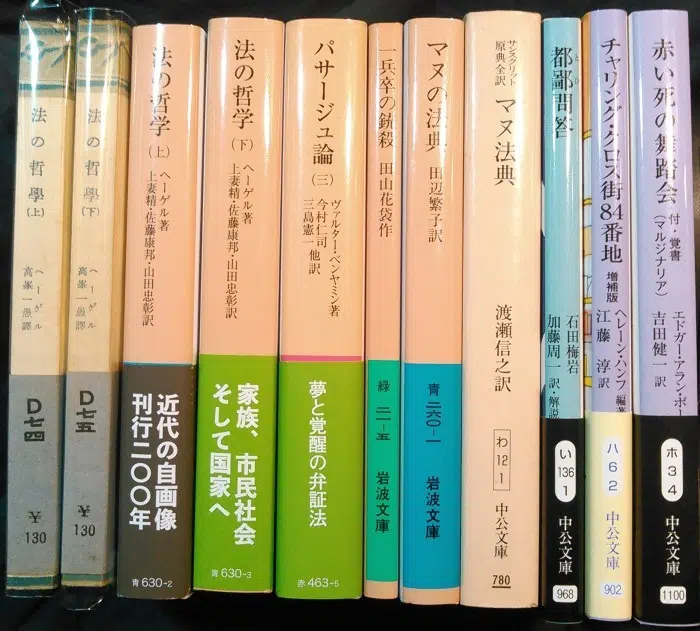 法の哲學(上)
ヘーゲル
高峯一愚譯
D七四
¥
130
法の哲學(下)
ヘーゲル
高峯一愚譯
D七五
¥
130
法の哲学(上)
ヘーゲル著
上妻精・佐藤康邦・山田忠彰訳
近代の自画像
刊行二〇〇年
青630-2
法の哲学(下)
ヘーゲル著
上妻精・佐藤康邦・山田忠彰訳
家族、市民社会
そして国家へ
青630-3
パサージュ論(三)
ヴァルター・ベンヤミン著
今村仁司
三島憲一
他訳
夢と覚醒の弁証法
赤463-5
一兵卒の銃殺
田山花袋作
緑二一-五
岩波文庫
マヌの法典
田辺繁子訳
青二六〇-一
岩波文庫
サンスクリット
原典全訳
マヌ法典
渡瀬信之訳
わ
12
1
中公文庫
780
都鄙問答
とひ
石田梅岩
加藤周一 訳・解説
い
136
1
中公文庫
968
チャリング・クロス街84番地
増補版
ヘレーン・ハンフ 編著
江藤 淳 訳
ハ62
中公文庫
902
赤い死の舞踏会
付・覚書
(マルジナリア)
エドガー・アラン・ポー
吉田健一 訳
ホ34
中公文庫
1100